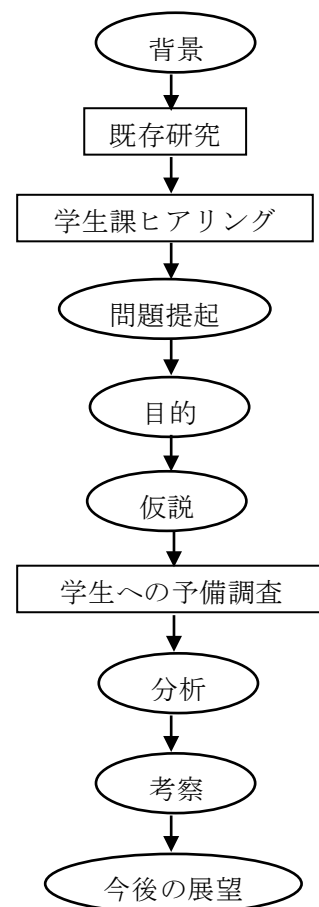 背景
既存研究
学生課ヒアリング
問題提起
目的
仮説
学生への予備調査
分析
考察
今後の展望